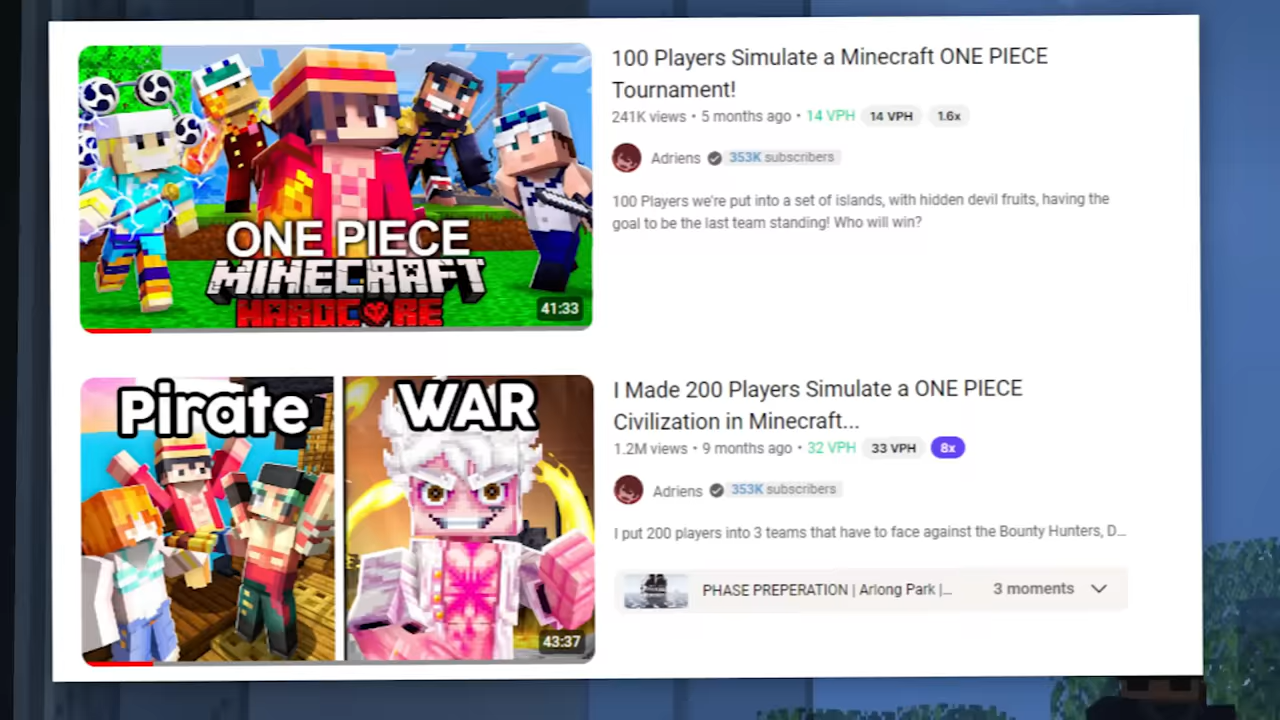 ONE PIECE
MINECRAFT
HARDCORE
41:33
100 Players Simulate a Minecraft ONE PIECE
Tournament!
241K views • 5 months ago • 14 VPH 14 VPH 1.6x
Adriens 353K subscribers
100 Players we're put into a set of islands, with hidden devil fruits, having the
goal to be the last team standing! Who will win?
Pirate WAR
43:37
I Made 200 Players Simulate a ONE PIECE
Civilization in Minecraft...
1.2M views • 9 months ago • 32 VPH 33 VPH 8x
Adriens 353K subscribers
I put 200 players into 3 teams that have to face against the Bounty Hunters, D...
PHASE PREPERATION | Arlong Park |... 3 moments